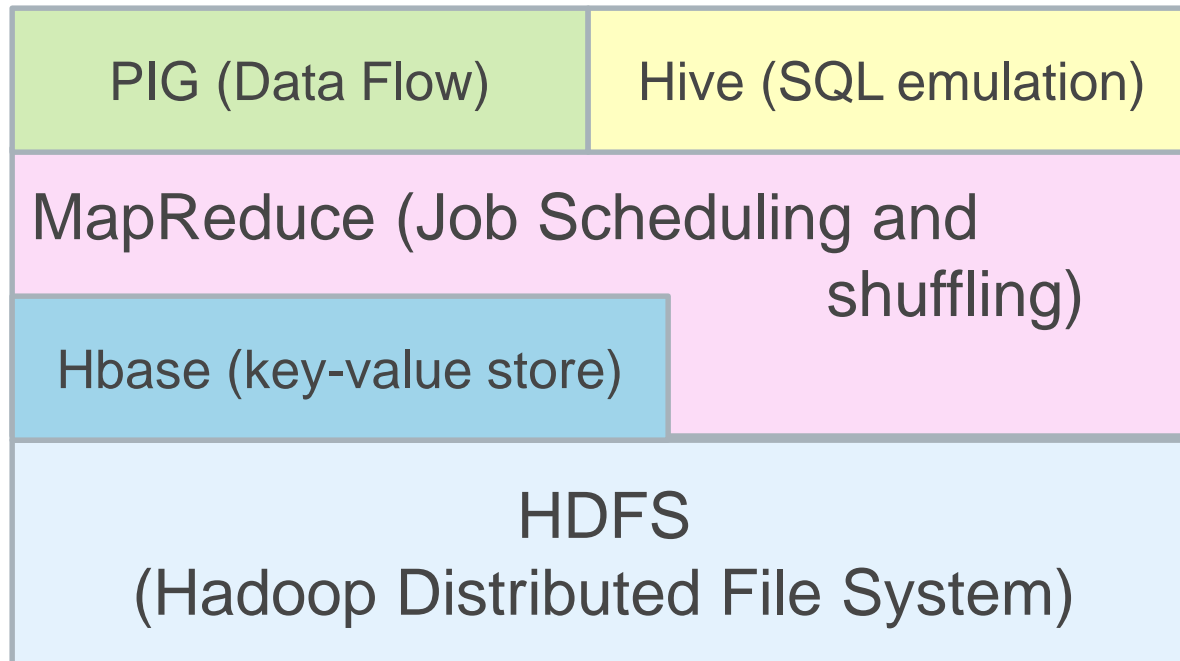 PIG (Data Flow)
Hive (SQL emulation)
MapReduce (Job Scheduling and
shuffling)
Hbase (key-value store)
HDFS
(Hadoop Distributed File System)